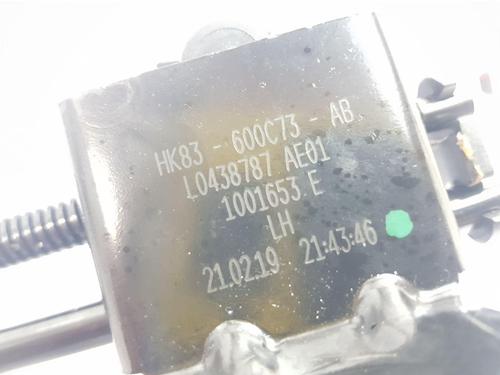 HK83 - 600C73 - AB
L0438787 AE01
1001653 E
LH
21.02.19 21:43:46